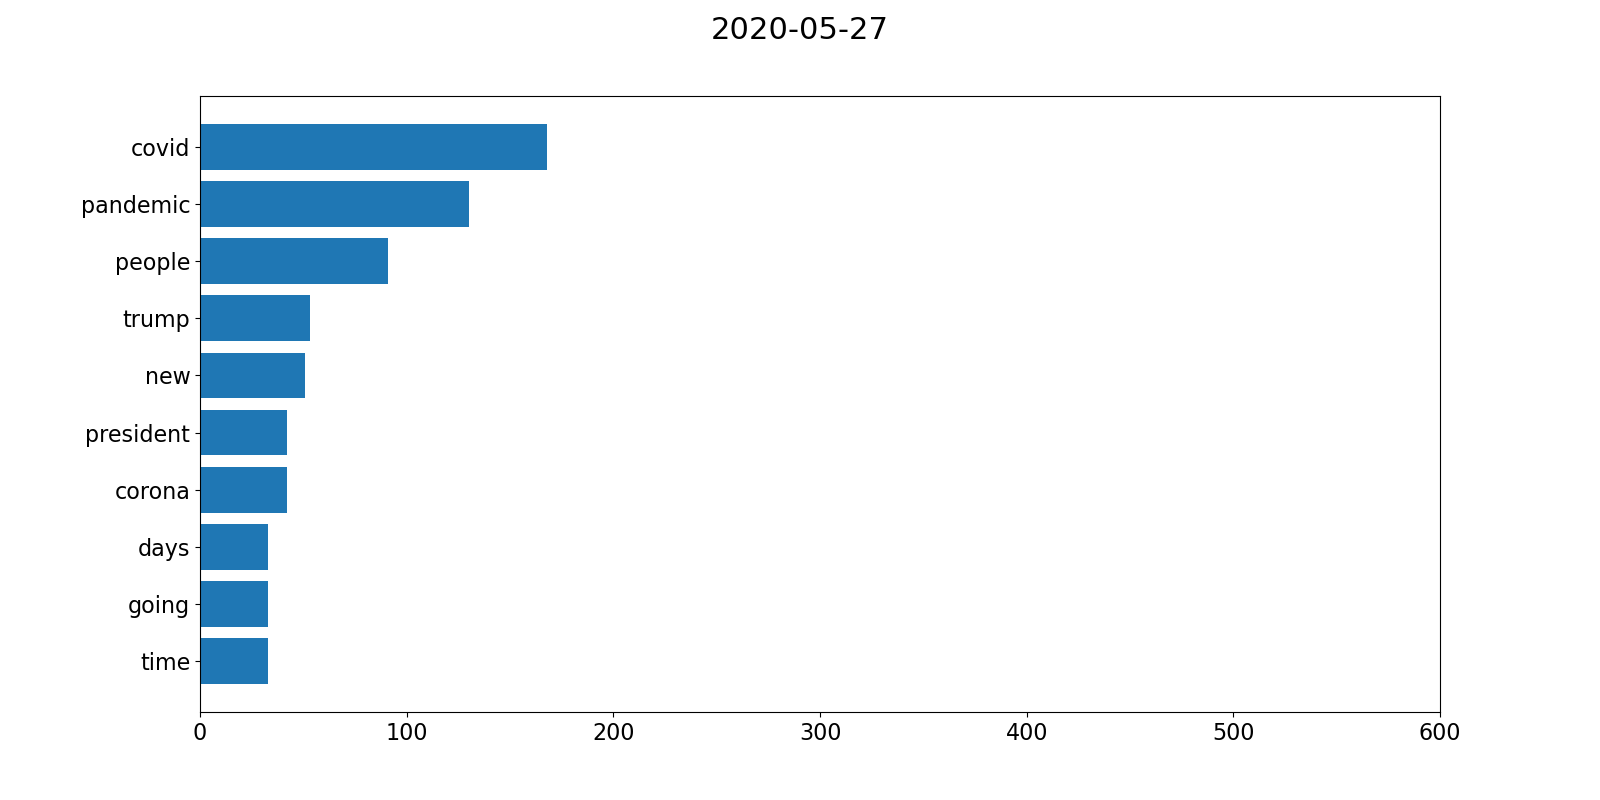 2020-05-27
covid
pandemic
people
trump
new
president
corona
days
going
time
0 100 200 300 400 500 600